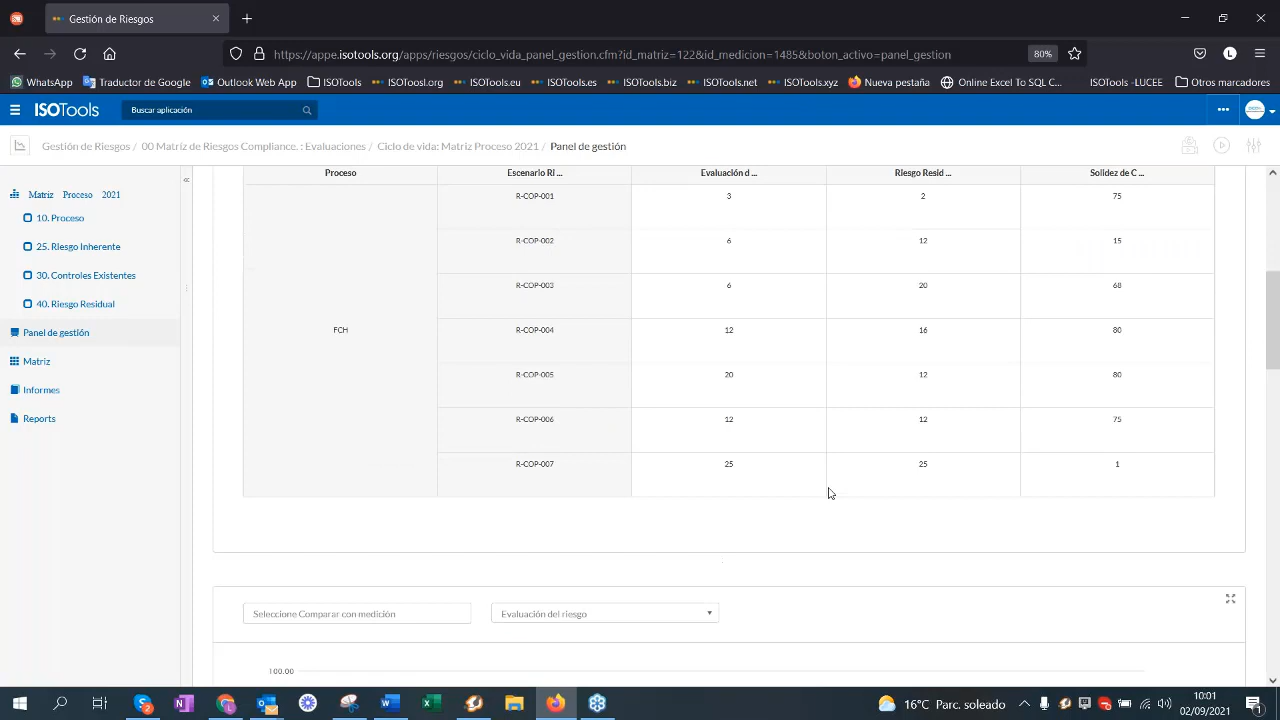 Gestión de Riesgos
https://appe.isotools.org/apps/riesgos/ciclo_vida_panel_gestion.cfm?id_matriz=122&id_medicion=1485&boton_activo=panel_gestion 80% L
WhatsApp Traductor de Google Outlook Web App ISOTools ISOTools.org ISOTools.eu ISOTools.es ISOTools.biz ISOTools.net ISOTools.xyz Nueva pestaña Online Excel To SQL C... ISOTools -LUCEE Otros marcadores
ISOTools Buscar aplicación
Gestión de Riesgos / 00 Matríz de Riesgos Compliance. : Evaluaciones / Ciclo de vida: Matriz Proceso 2021 / Panel de gestión
Matriz Proceso 2021
10. Proceso
25. Riesgo Inherente
30. Controles Existentes
40. Riesgo Residual
Panel de gestión
Matriz
Informes
Reports
Proceso Escenario RI ... Evaluación d ... Riesgo Resid ... Solidez de C ...
R-COP-001 3 2 75
R-COP-002 6 12 15
R-COP-003 6 20 68
FCH R-COP-004 12 16 80
R-COP-005 20 12 80
R-COP-006 12 12 75
R-COP-007 25 25 1
Seleccione Comparar con medición Evaluación del riesgo
100.00
16°C Parc. soleado 10:01
02/09/2021